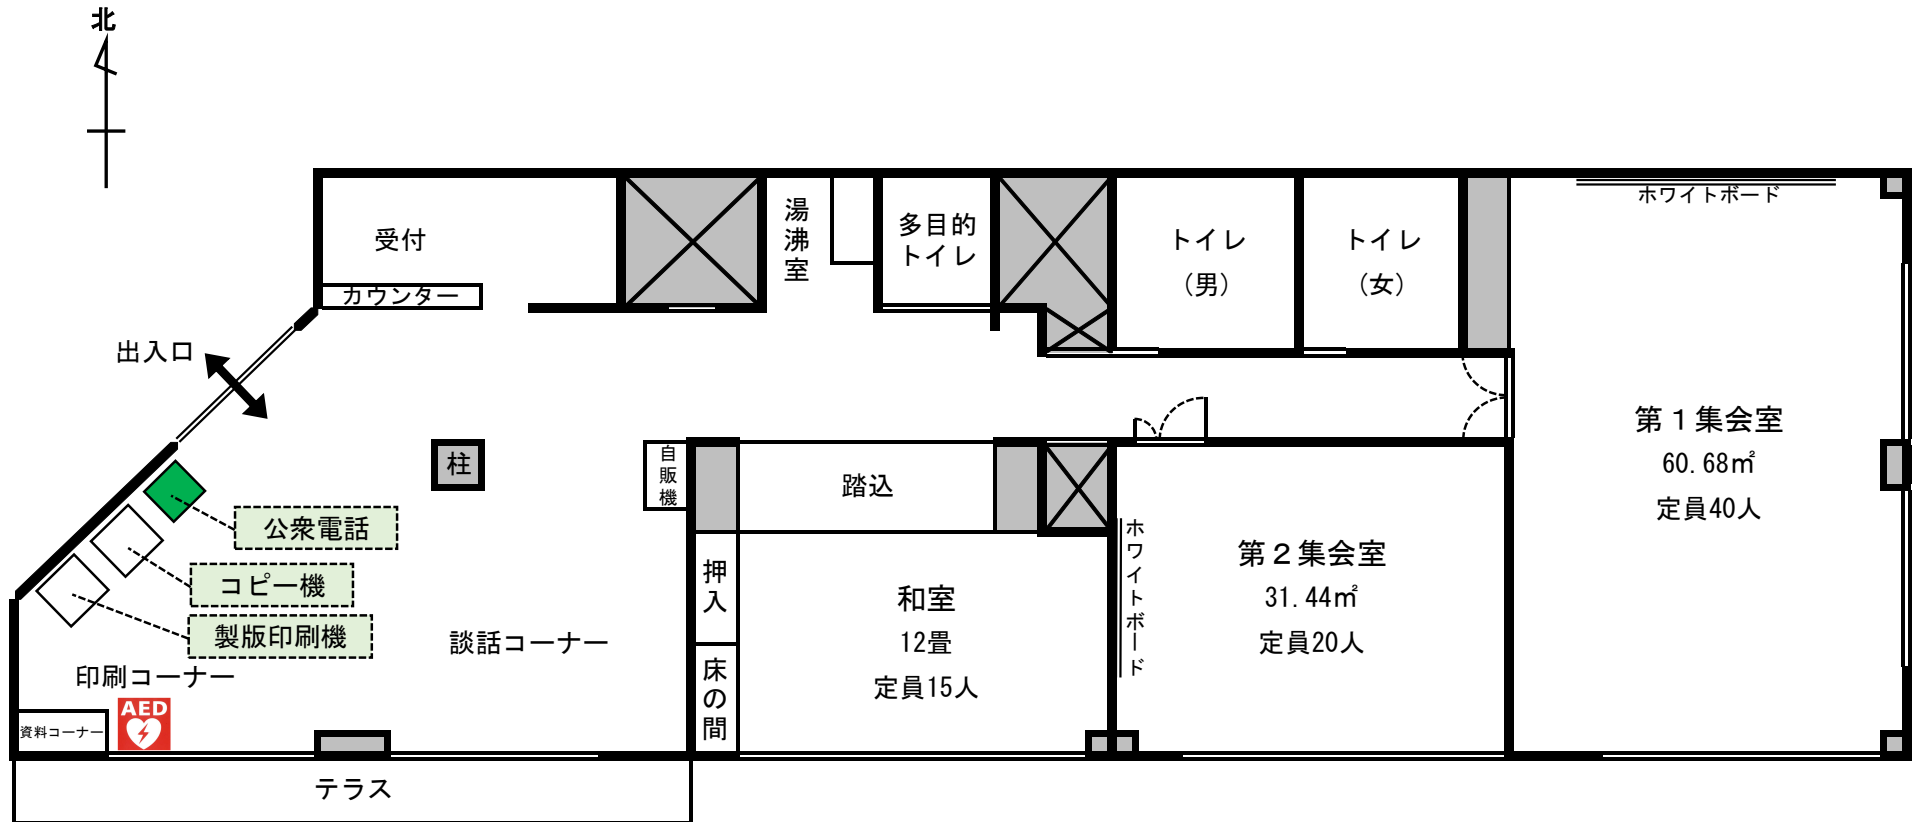 北
受付
カウンター
湯沸室
多目的
トイレ
トイレ
(男)
トイレ
(女)
ホワイトボード
出入口
柱
自販機
踏込
公衆電話
コピー機
製版印刷機
談話コーナー
印刷コーナー
資料コーナー
AED
押入
床の間
和室
12畳
定員15人
ホワイトボード
第2集会室
31.44㎡
定員20人
第1集会室
60.68㎡
定員40人
テラス